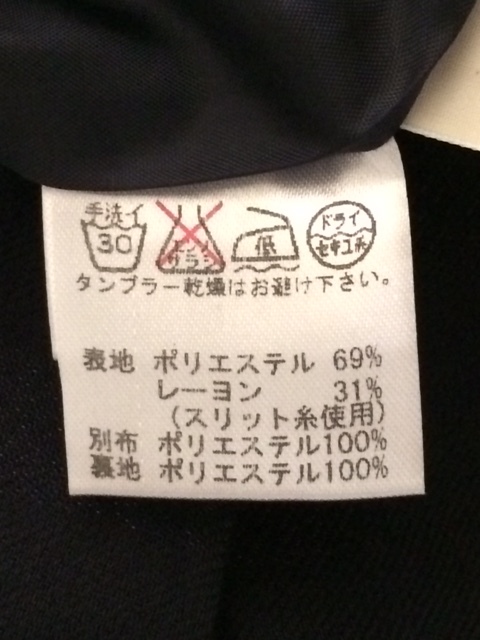 手洗イ 30 エンソサラシ 低 ドライ セキユ系
タンブラー乾燥はお避け下さい。
表地 ポリエステル 69%
レーヨン 31%
(スリット糸使用)
別布 ポリエステル100%
裏地 ポリエステル100%